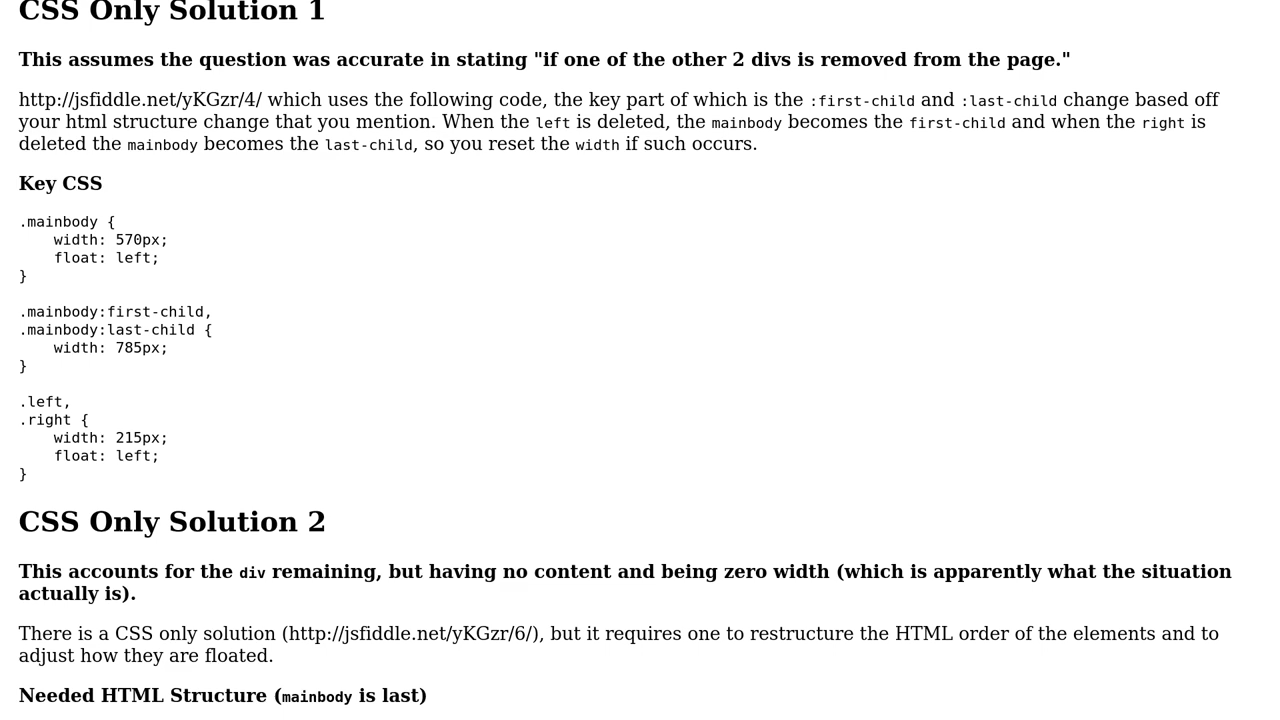 CSS Only Solution 1
This assumes the question was accurate in stating "if one of the other 2 divs is removed from the page."
http://jsfiddle.net/yKGzr/4/ which uses the following code, the key part of which is the :first-child and :last-child change based off
your html structure change that you mention. When the left is deleted, the mainbody becomes the first-child and when the right is
deleted the mainbody becomes the last-child, so you reset the width if such occurs.
Key CSS
.mainbody {
    width: 570px;
    float: left;
}
.mainbody:first-child,
.mainbody:last-child {
    width: 785px;
}
.left,
.right {
    width: 215px;
    float: left;
}
CSS Only Solution 2
This accounts for the div remaining, but having no content and being zero width (which is apparently what the situation
actually is).
There is a CSS only solution (http://jsfiddle.net/yKGzr/6/), but it requires one to restructure the HTML order of the elements and to
adjust how they are floated.
Needed HTML Structure (mainbody is last)